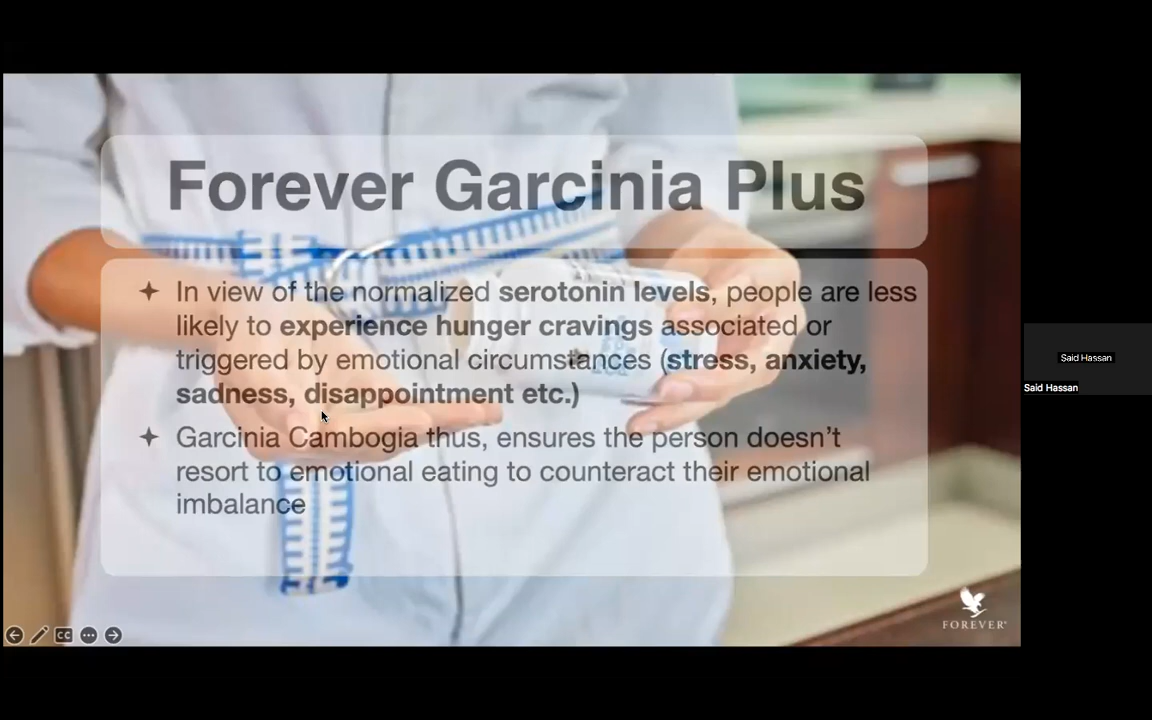 Forever Garcinia Plus
In view of the normalized serotonin levels, people are less
likely to experience hunger cravings associated or
triggered by emotional circumstances (stress, anxiety,
sadness, disappointment etc.)
Garcinia Cambogia thus, ensures the person doesn't
resort to emotional eating to counteract their emotional
imbalance
FOREVER
CC
Said Hassan
Said Hassan